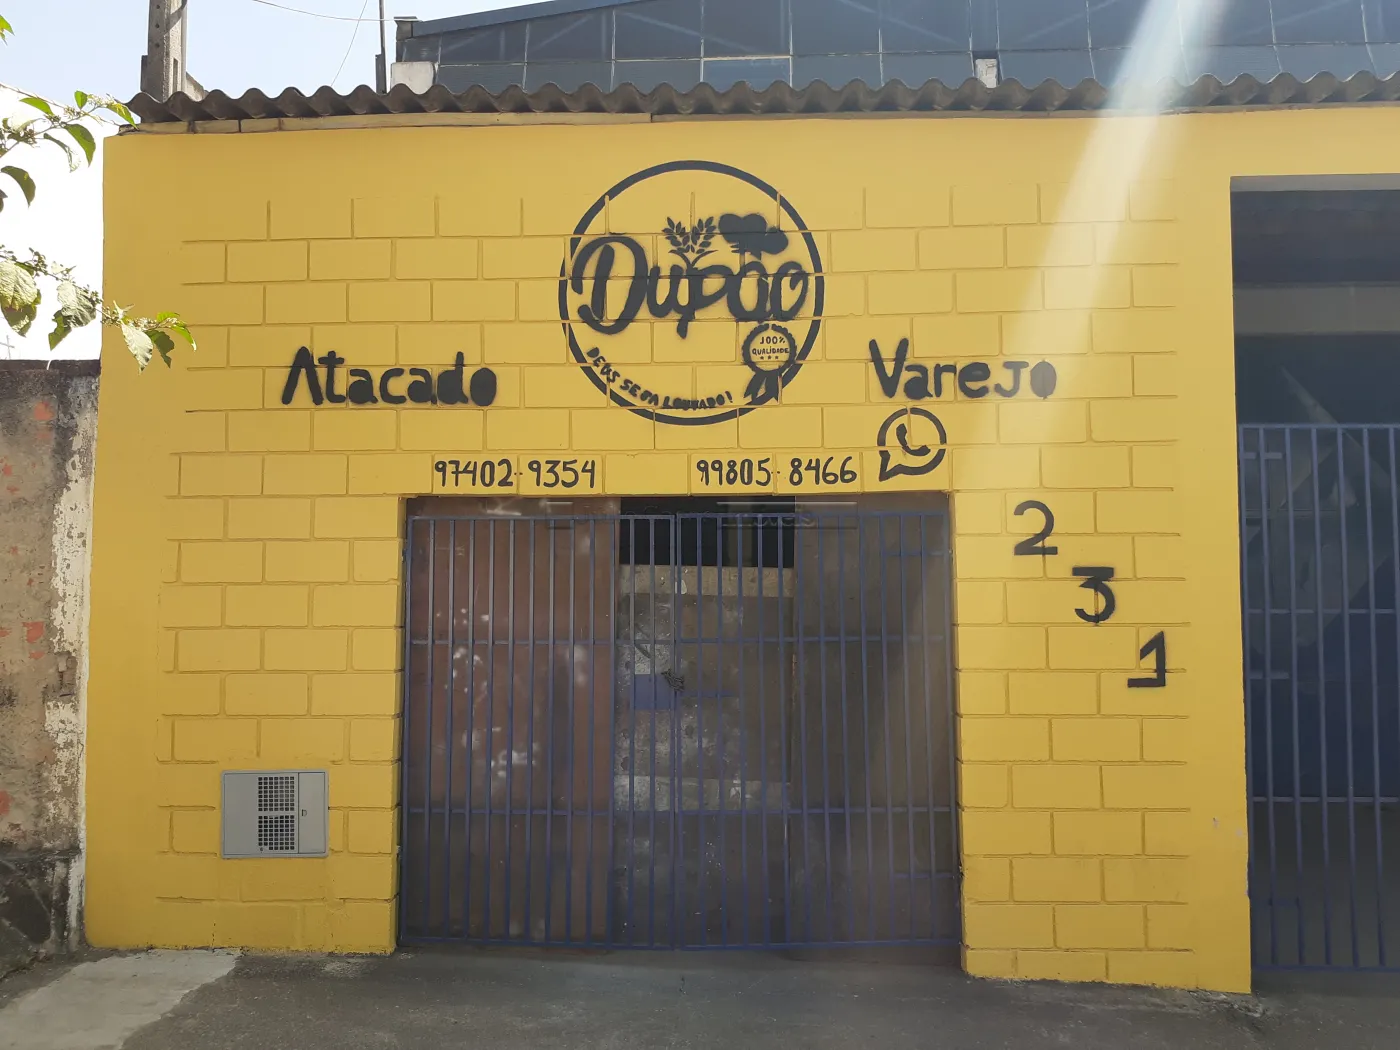 Dupão
100%
QUALIDADE
DEUS SEJA LOUVADO!
Atacado
Varejo
97402-9354
99805-8466
2
3
1